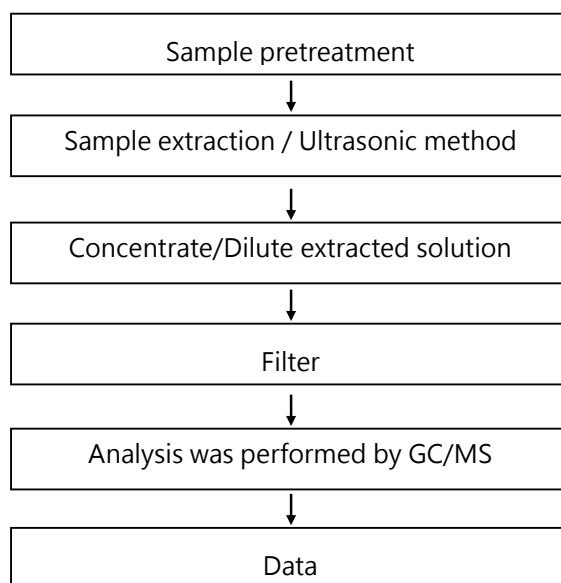 Sample pretreatment
Sample extraction / Ultrasonic method
Concentrate/Dilute extracted solution
Filter
Analysis was performed by GC/MS
Data